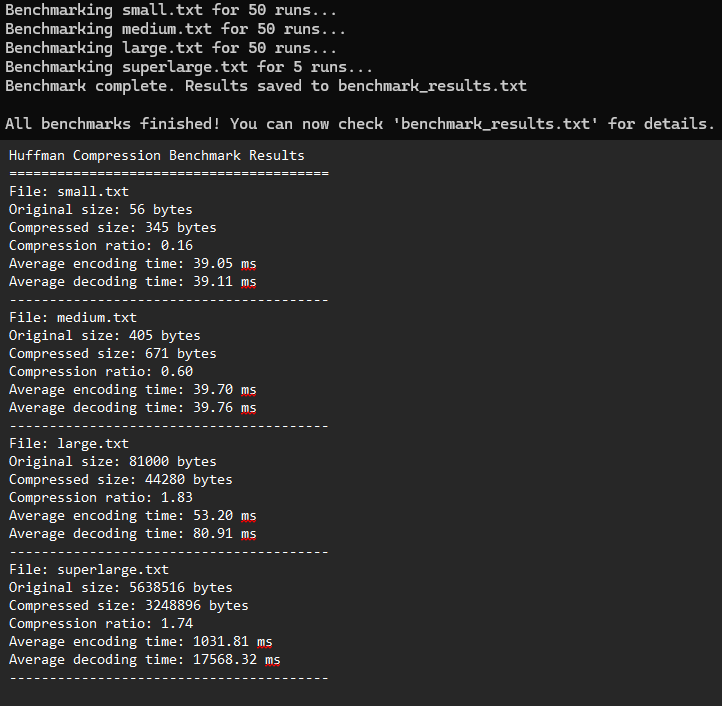 Benchmarking small.txt for 50 runs...
Benchmarking medium.txt for 50 runs...
Benchmarking large.txt for 50 runs...
Benchmarking superlarge.txt for 5 runs...
Benchmark complete. Results saved to benchmark_results.txt
All benchmarks finished! You can now check 'benchmark_results.txt' for details.
Huffman Compression Benchmark Results
========================================
File: small.txt
Original size: 56 bytes
Compressed size: 345 bytes
Compression ratio: 0.16
Average encoding time: 39.05 ms
Average decoding time: 39.11 ms
----------------------------------------
File: medium.txt
Original size: 405 bytes
Compressed size: 671 bytes
Compression ratio: 0.60
Average encoding time: 39.70 ms
Average decoding time: 39.76 ms
----------------------------------------
File: large.txt
Original size: 81000 bytes
Compressed size: 44280 bytes
Compression ratio: 1.83
Average encoding time: 53.20 ms
Average decoding time: 80.91 ms
----------------------------------------
File: superlarge.txt
Original size: 5638516 bytes
Compressed size: 3248896 bytes
Compression ratio: 1.74
Average encoding time: 1031.81 ms
Average decoding time: 17568.32 ms
----------------------------------------